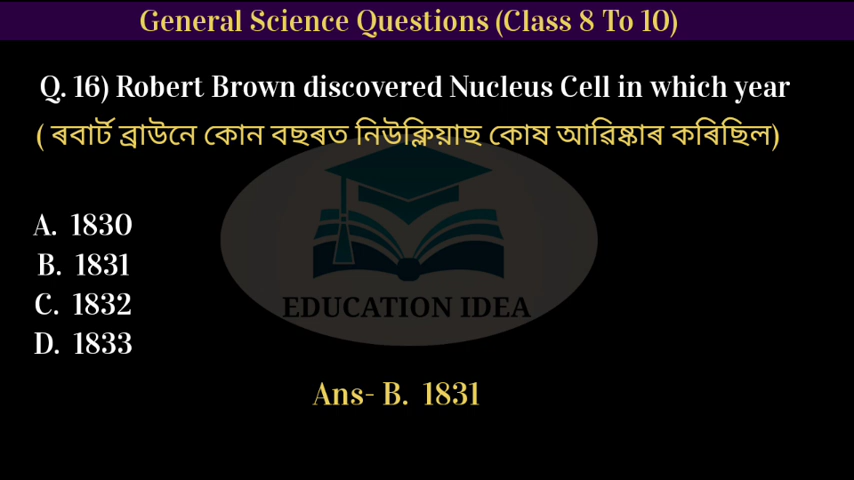 General Science Questions (Class 8 To 10)
Q. 16) Robert Brown discovered Nucleus Cell in which year
( ৰবাৰ্ট ব্ৰাউনে কোন বছৰত নিউক্লিয়াছ কোষ আৱিষ্কাৰ কৰিছিল)
A. 1830
B. 1831
C. 1832
D. 1833
EDUCATION IDEA
Ans- B. 1831